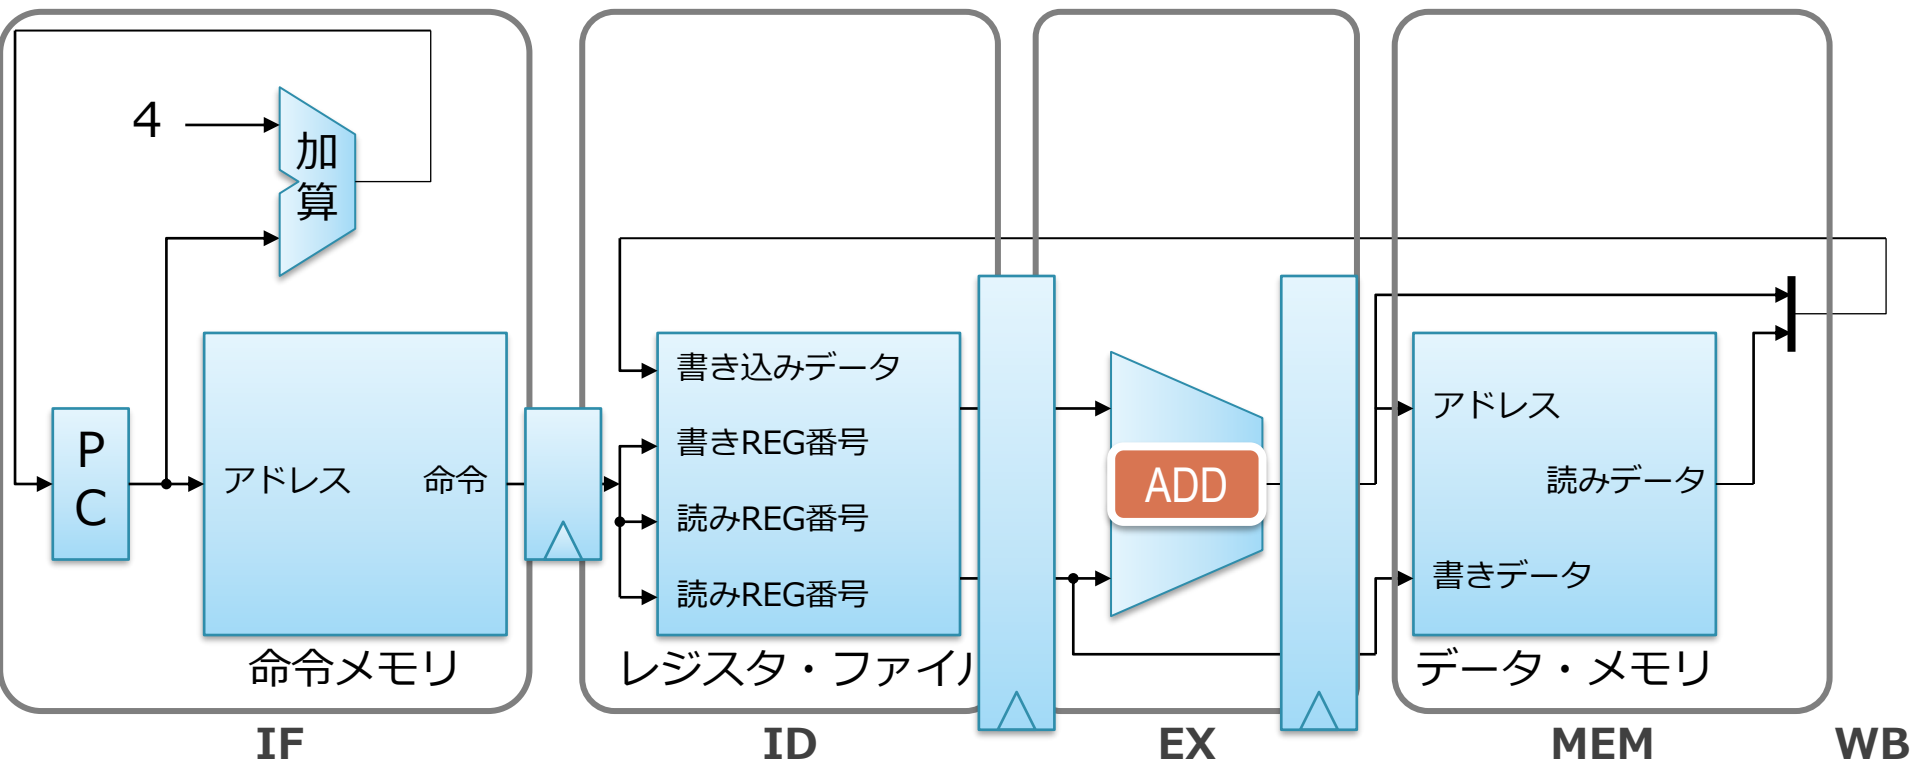 4
加
算
P
C
アドレス
命令
命令メモリ
書き込みデータ
書きREG番号
読みREG番号
読みREG番号
レジスタ・ファイル
ADD
アドレス
読みデータ
書きデータ
データ・メモリ
IF
ID
EX
MEM
WB